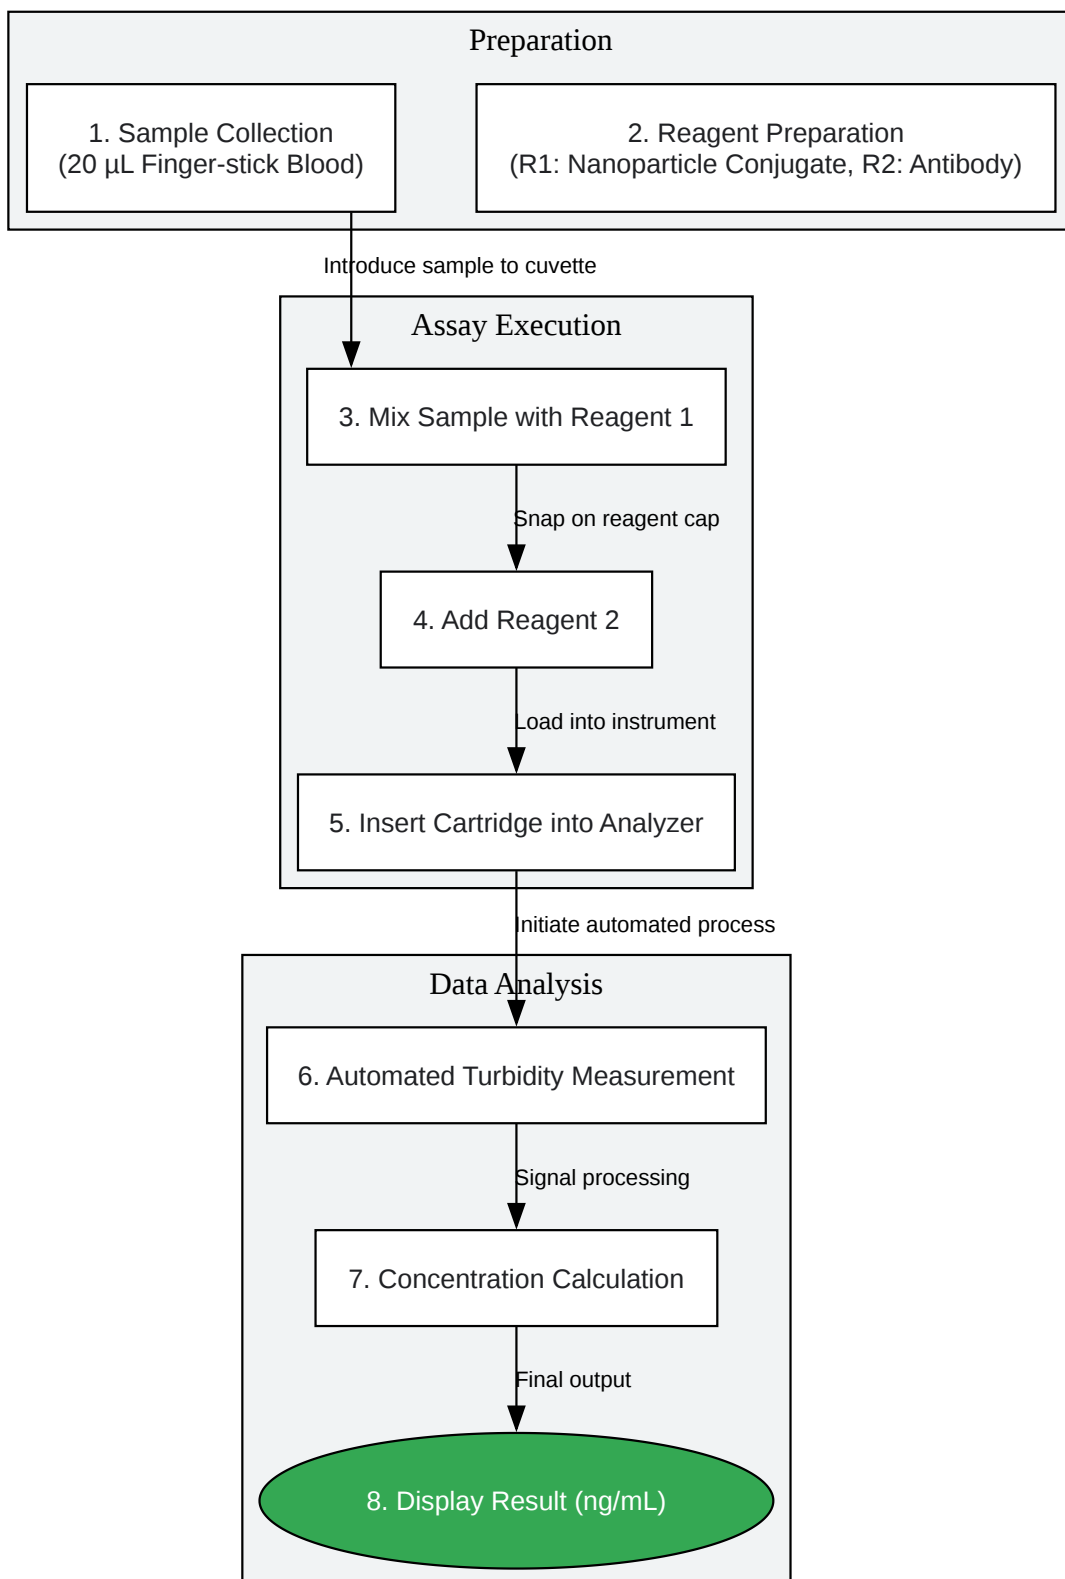 Preparation
1. Sample Collection
(20 µL Finger-stick Blood)
2. Reagent Preparation
(R1: Nanoparticle Conjugate, R2: Antibody)
Introduce sample to cuvette
Assay Execution
3. Mix Sample with Reagent 1
Snap on reagent cap
4. Add Reagent 2
Load into instrument
5. Insert Cartridge into Analyzer
Initiate automated process
Data Analysis
6. Automated Turbidity Measurement
Signal processing
7. Concentration Calculation
Final output
8. Display Result (ng/mL)